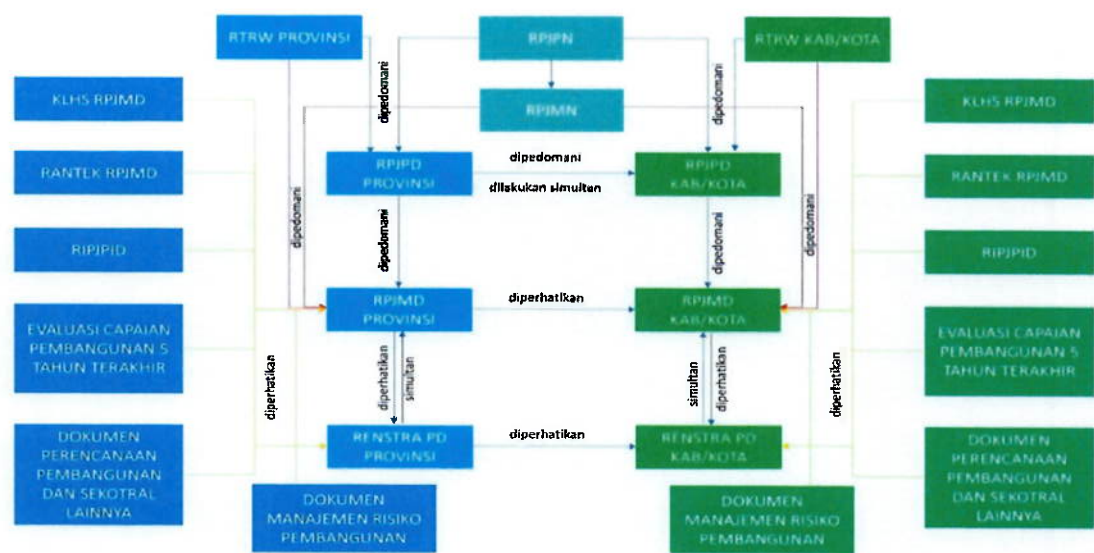 RTRW PROVINSI
RPJPN
RTRW KAB/KOTA
KLHS RPJMD
RPJMN
KLHS RPJMD
dipedomani
dipedomani
RANTEK RPJMD
RPJPD
PROVINSI
dipedomani
dilakukan simultan
RPJPD
KAB/KOTA
RANTEK RPJMD
dipedomani
dipedomani
dipedomani
dipedomani
RIPJPID
RIPJPID
RPJMD
PROVINSI
diperhatikan
RPJMD
KAB/KOTA
EVALUASI CAPAIAN
PEMBANGUNAN 5
TAHUN TERAKHIR
diperhatikan
diperhatikan
simultan
simultan
diperhatikan
diperhatikan
EVALUASI CAPAIAN
PEMBANGUNAN 5
TAHUN TERAKHIR
DOKUMEN
PERENCANAAN
PEMBANGUNAN
DAN SEKOTRAL
LAINNYA
RENSTRA PD
PROVINSI
diperhatikan
RENSTRA PD
KAB/KOTA
DOKUMEN
PERENCANAAN
PEMBANGUNAN
DAN SEKOTRAL
LAINNYA
DOKUMEN
MANAJEMEN RISIKO
PEMBANGUNAN
DOKUMEN
MANAJEMEN RISIKO
PEMBANGUNAN